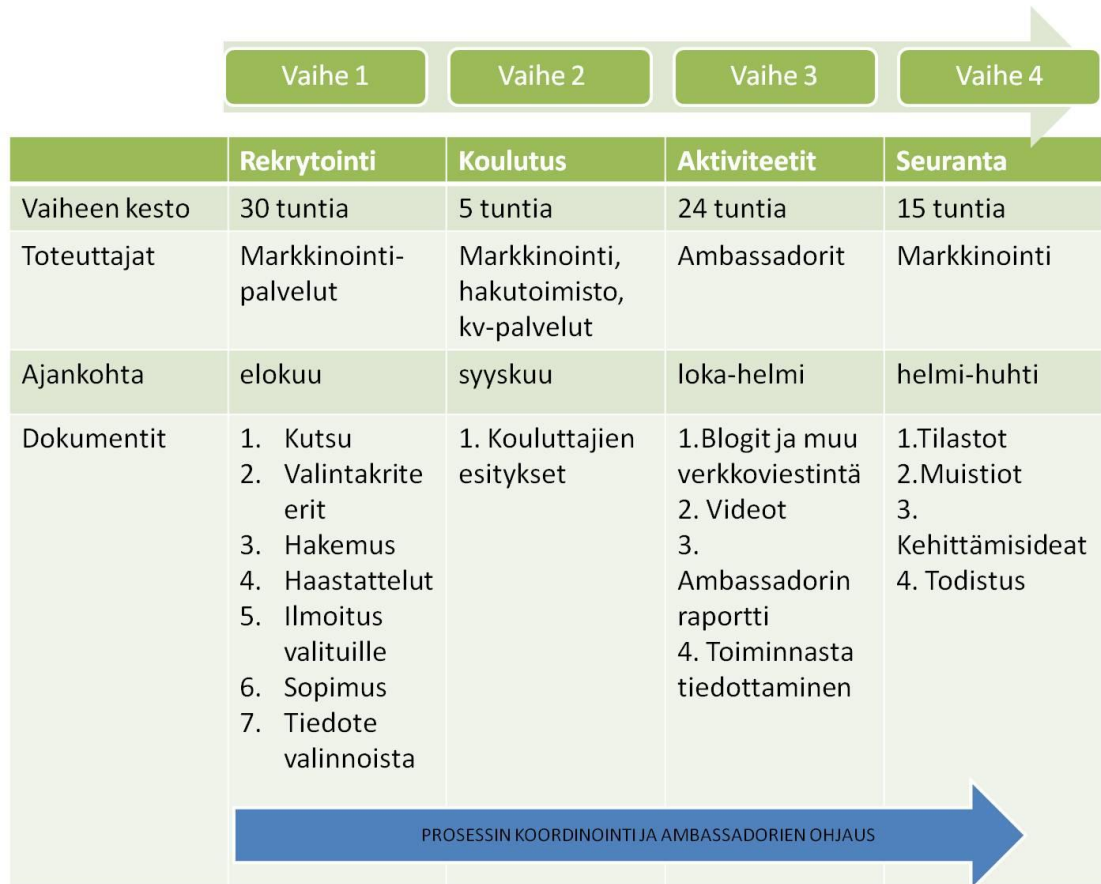 Vaihe 1 Vaihe 2 Vaihe 3 Vaihe 4
Rekrytointi Koulutus Aktiviteetit Seuranta
Vaiheen kesto 30 tuntia 5 tuntia 24 tuntia 15 tuntia
Toteuttajat
Markkinointi-
palvelut
Markkinointi,
hakutoimisto,
kv-palvelut
Ambassadorit
Markkinointi
Ajankohta elokuu syyskuu loka-helmi helmi-huhti
Dokumentit
1. Kutsu
2. Valintakrite
erit
3. Hakemus
4. Haastattelut
5. Ilmoitus
valituille
6. Sopimus
7. Tiedote
valinnoista
1. Kouluttajien
esitykset
1.Blogit ja muu
verkkoviestintä
2. Videot
3.
Ambassadorin
raportti
4. Toiminnasta
tiedottaminen
1.Tilastot
2.Muistiot
3.
Kehittämisideat
4. Todistus
PROSESSIN KOORDINOINTI JA AMBASSADORIEN OHJAUS